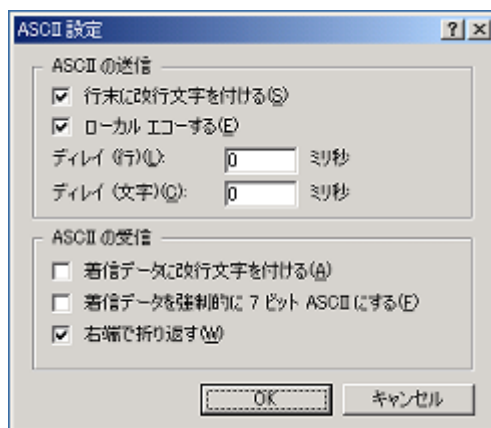 ASCII 設定
ASCII の送信
行末に改行文字を付ける(S)
ローカル エコーする(E)
ディレイ (行)(L): 0 ミリ秒
ディレイ (文字)(C): 0 ミリ秒
ASCII の受信
着信データに改行文字を付ける(A)
着信データを強制的に 7 ビット ASCII にする(F)
右端で折り返す(W)
OK キャンセル